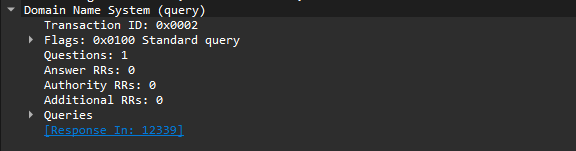 Domain Name System (query)
Transaction ID: 0x0002
Flags: 0x0100 Standard query
Questions: 1
Answer RRs: 0
Authority RRs: 0
Additional RRs: 0
Queries
[Response In: 12339]